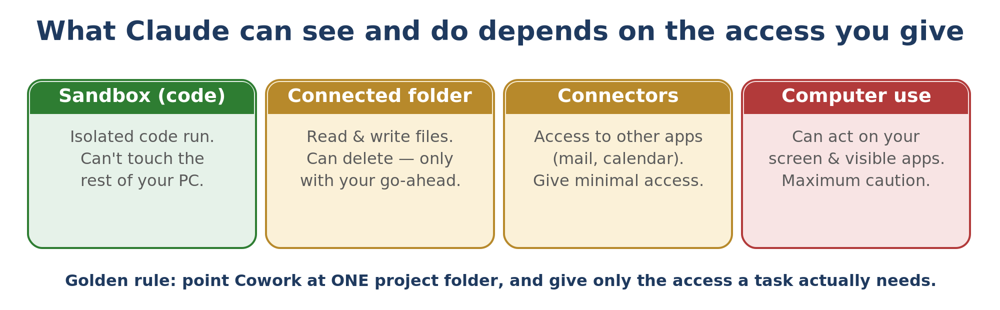 What Claude can see and do depends on the access you give
Sandbox (code)
Isolated code run.
Can't touch the
rest of your PC.
Connected folder
Read & write files.
Can delete — only
with your go-ahead.
Connectors
Access to other apps
(mail, calendar).
Give minimal access.
Computer use
Can act on your
screen & visible apps.
Maximum caution.
Golden rule: point Cowork at ONE project folder, and give only the access a task actually needs.